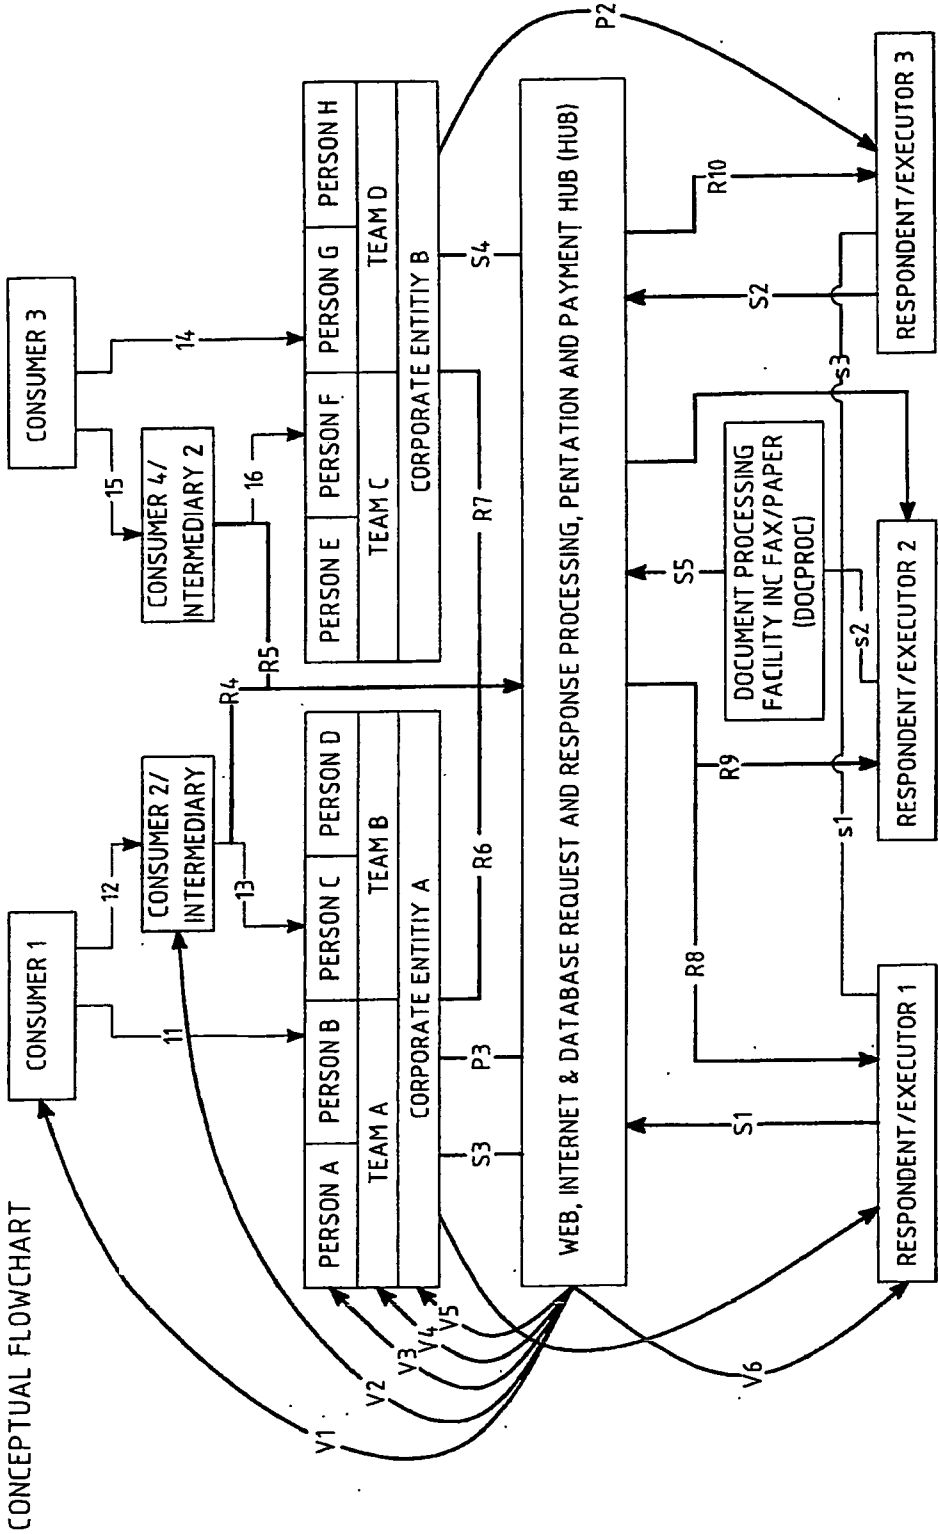 CONCEPTUAL FLOWCHART
CONSUMER 1
CONSUMER 3
12
15
11
14
CONSUMER 2/
INTERMEDIARY
CONSUMER 4/
INTERMEDIARY 2
13
16
R4
R5
V1
V2
V3
V4
V5
PERSON A
PERSON B
PERSON C
PERSON D
TEAM A
TEAM B
CORPORATE ENTITY A
PERSON E
PERSON F
PERSON G
PERSON H
TEAM C
TEAM D
CORPORATE ENTITIY B
S3
P3
R6
R7
S4
P2
WEB, INTERNET & DATABASE REQUEST AND RESPONSE PROCESSING, PENTATION AND PAYMENT HUB (HUB)
V6
S1
R8
R9
S5
S2
R10
DOCUMENT PROCESSING
FACILITY INC FAX/PAPER
(DOCPROC)
s1
s2
s3
RESPONDENT/EXECUTOR 1
RESPONDENT/EXECUTOR 2
RESPONDENT/EXECUTOR 3